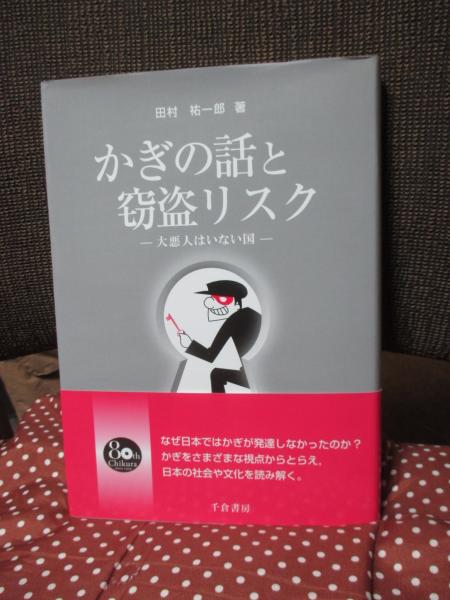 田村 祐一郎 著
かぎの話と
窃盗リスク
― 大悪人はいない国 ―
80th
Chikura
なぜ日本ではかぎが発達しなかったのか?
かぎをさまざまな視点からとらえ、
日本の社会や文化を読み解く。
千倉書房